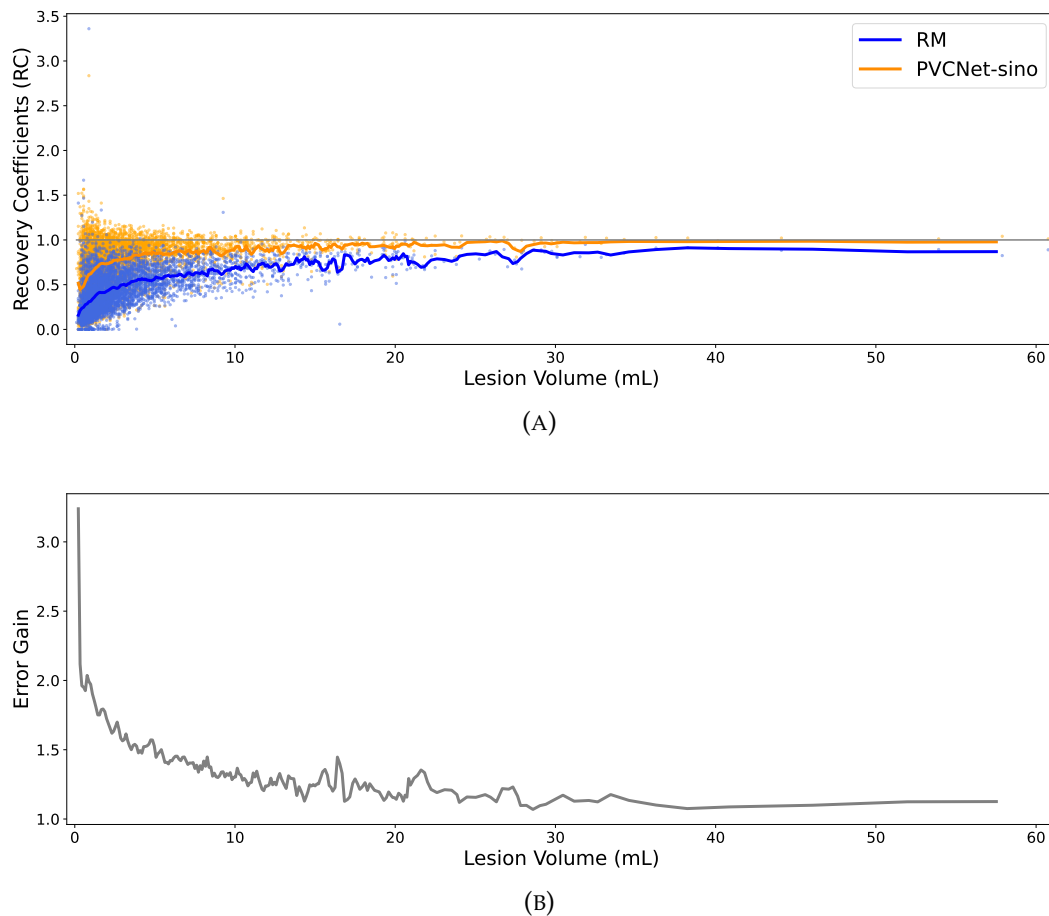 3.5
3.0
2.5
2.0
1.5
1.0
0.5
0.0
Recovery Coefficients (RC)
RM
PVCNet-sino
0 10 20 30 40 50 60
Lesion Volume (mL)
(A)
3.0
2.5
2.0
1.5
1.0
Error Gain
0 10 20 30 40 50 60
Lesion Volume (mL)
(B)